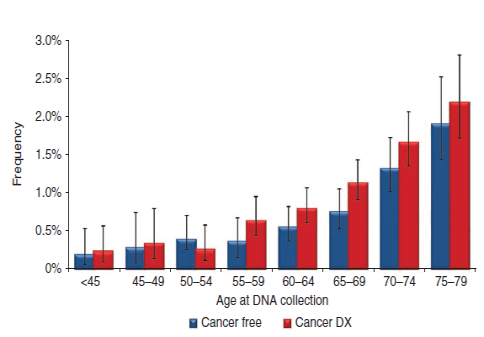 3.0%
2.5%
2.0%
1.5%
1.0%
0.5%
0%
Frequency
<45 45–49 50–54 55–59 60–64 65–69 70–74 75–79
Age at DNA collection
Cancer free Cancer DX